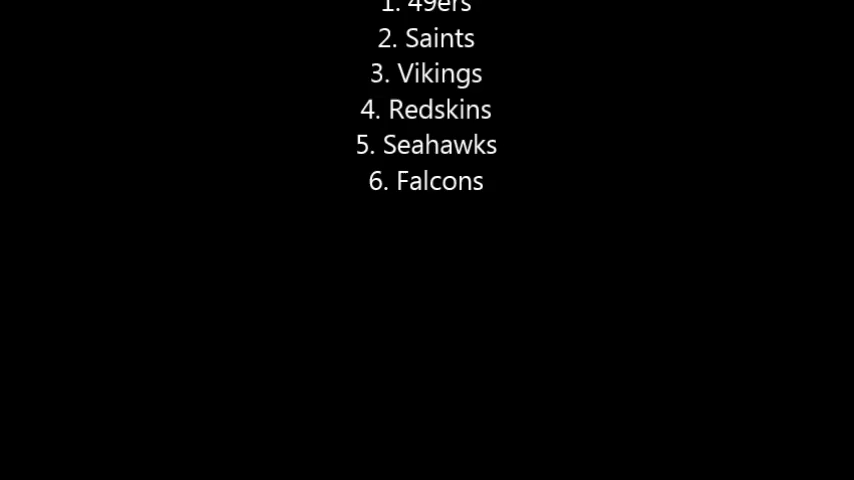 1. 49ers
2. Saints
3. Vikings
4. Redskins
5. Seahawks
6. Falcons